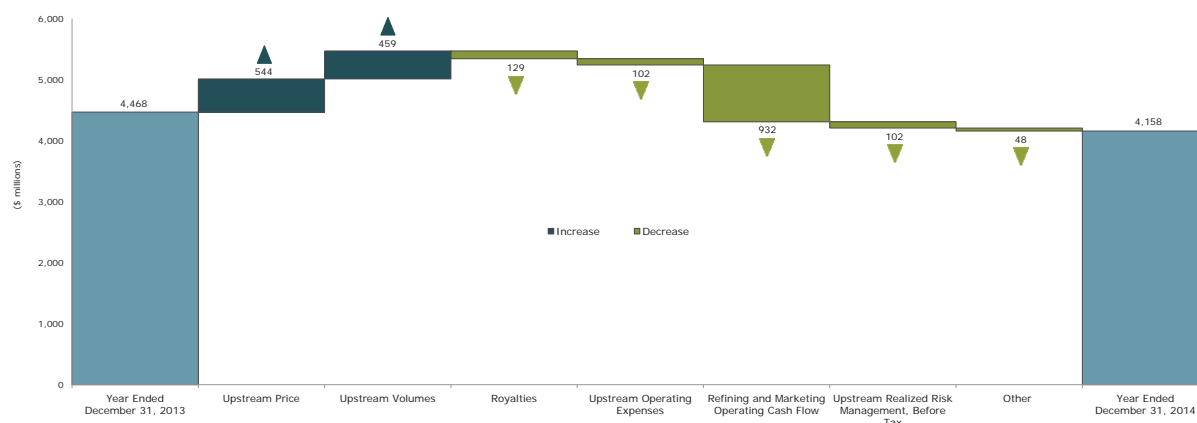 6,000
5,000
4,000
3,000
2,000
1,000
0
($ millions)
4,468
544
459
129
102
932
102
48
4,158
Increase
Decrease
Year Ended
December 31, 2013
Upstream Price
Upstream Volumes
Royalties
Upstream Operating
Expenses
Refining and Marketing
Operating Cash Flow
Upstream Realized Risk
Management, Before
Tax
Other
Year Ended
December 31, 2014